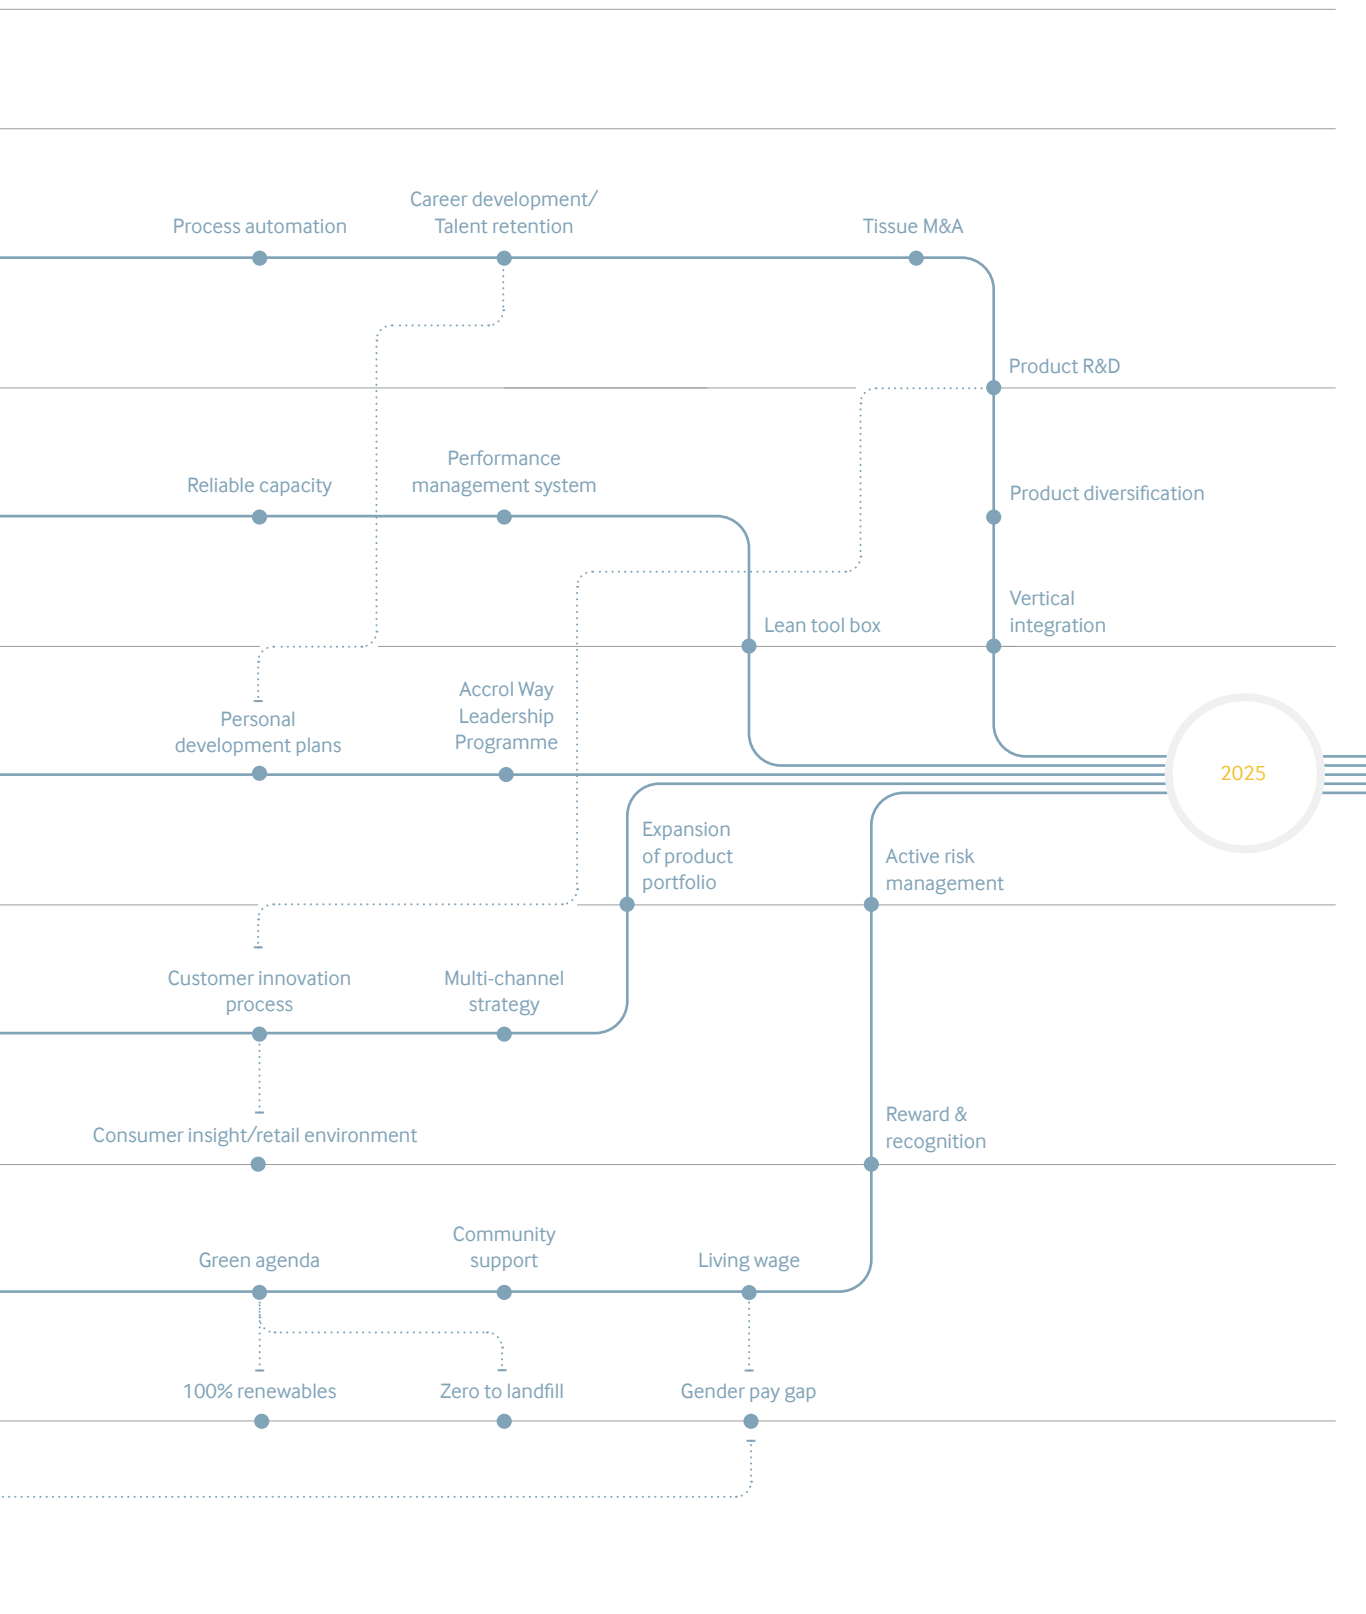 Process automation
Career development/
Talent retention
Tissue M&A
Product R&D
Reliable capacity
Performance
management system
Product diversification
Vertical
integration
Lean tool box
Personal
development plans
Accrol Way
Leadership
Programme
2025
Expansion
of product
portfolio
Active risk
management
Customer innovation
process
Multi-channel
strategy
Consumer insight/retail environment
Reward &
recognition
Green agenda
Community
support
Living wage
100% renewables
Zero to landfill
Gender pay gap